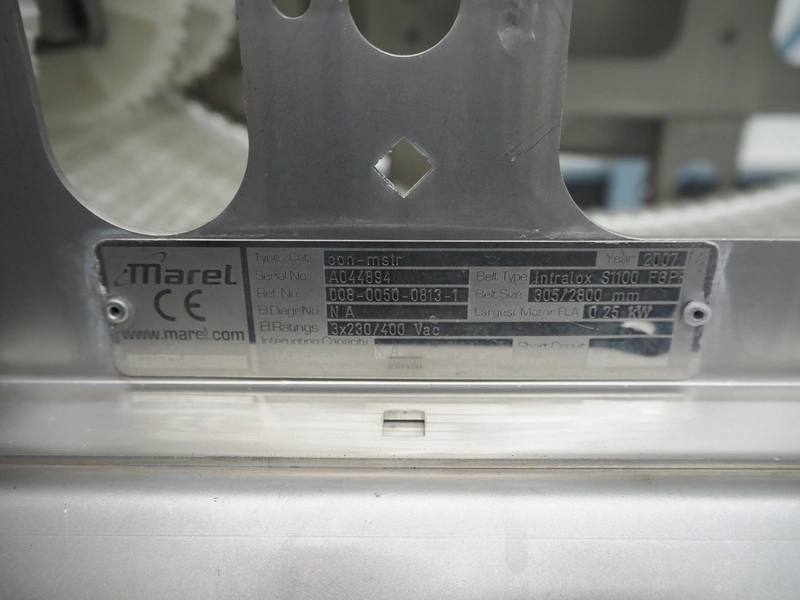 Marel
CE
www.marel.com
Type, Cat. con-mstr Year 2007
Serial No. A044894 Belt Type Intralox S1100
Ref. No. 008-0050-0813-1 Belt Size 305/2800 mm
El.Diagr.No. N.A Largest Motor FLA 0.25 KW
El.Ratings 3x230/400 Vac
Interupting Capacity N.A Short Circuit